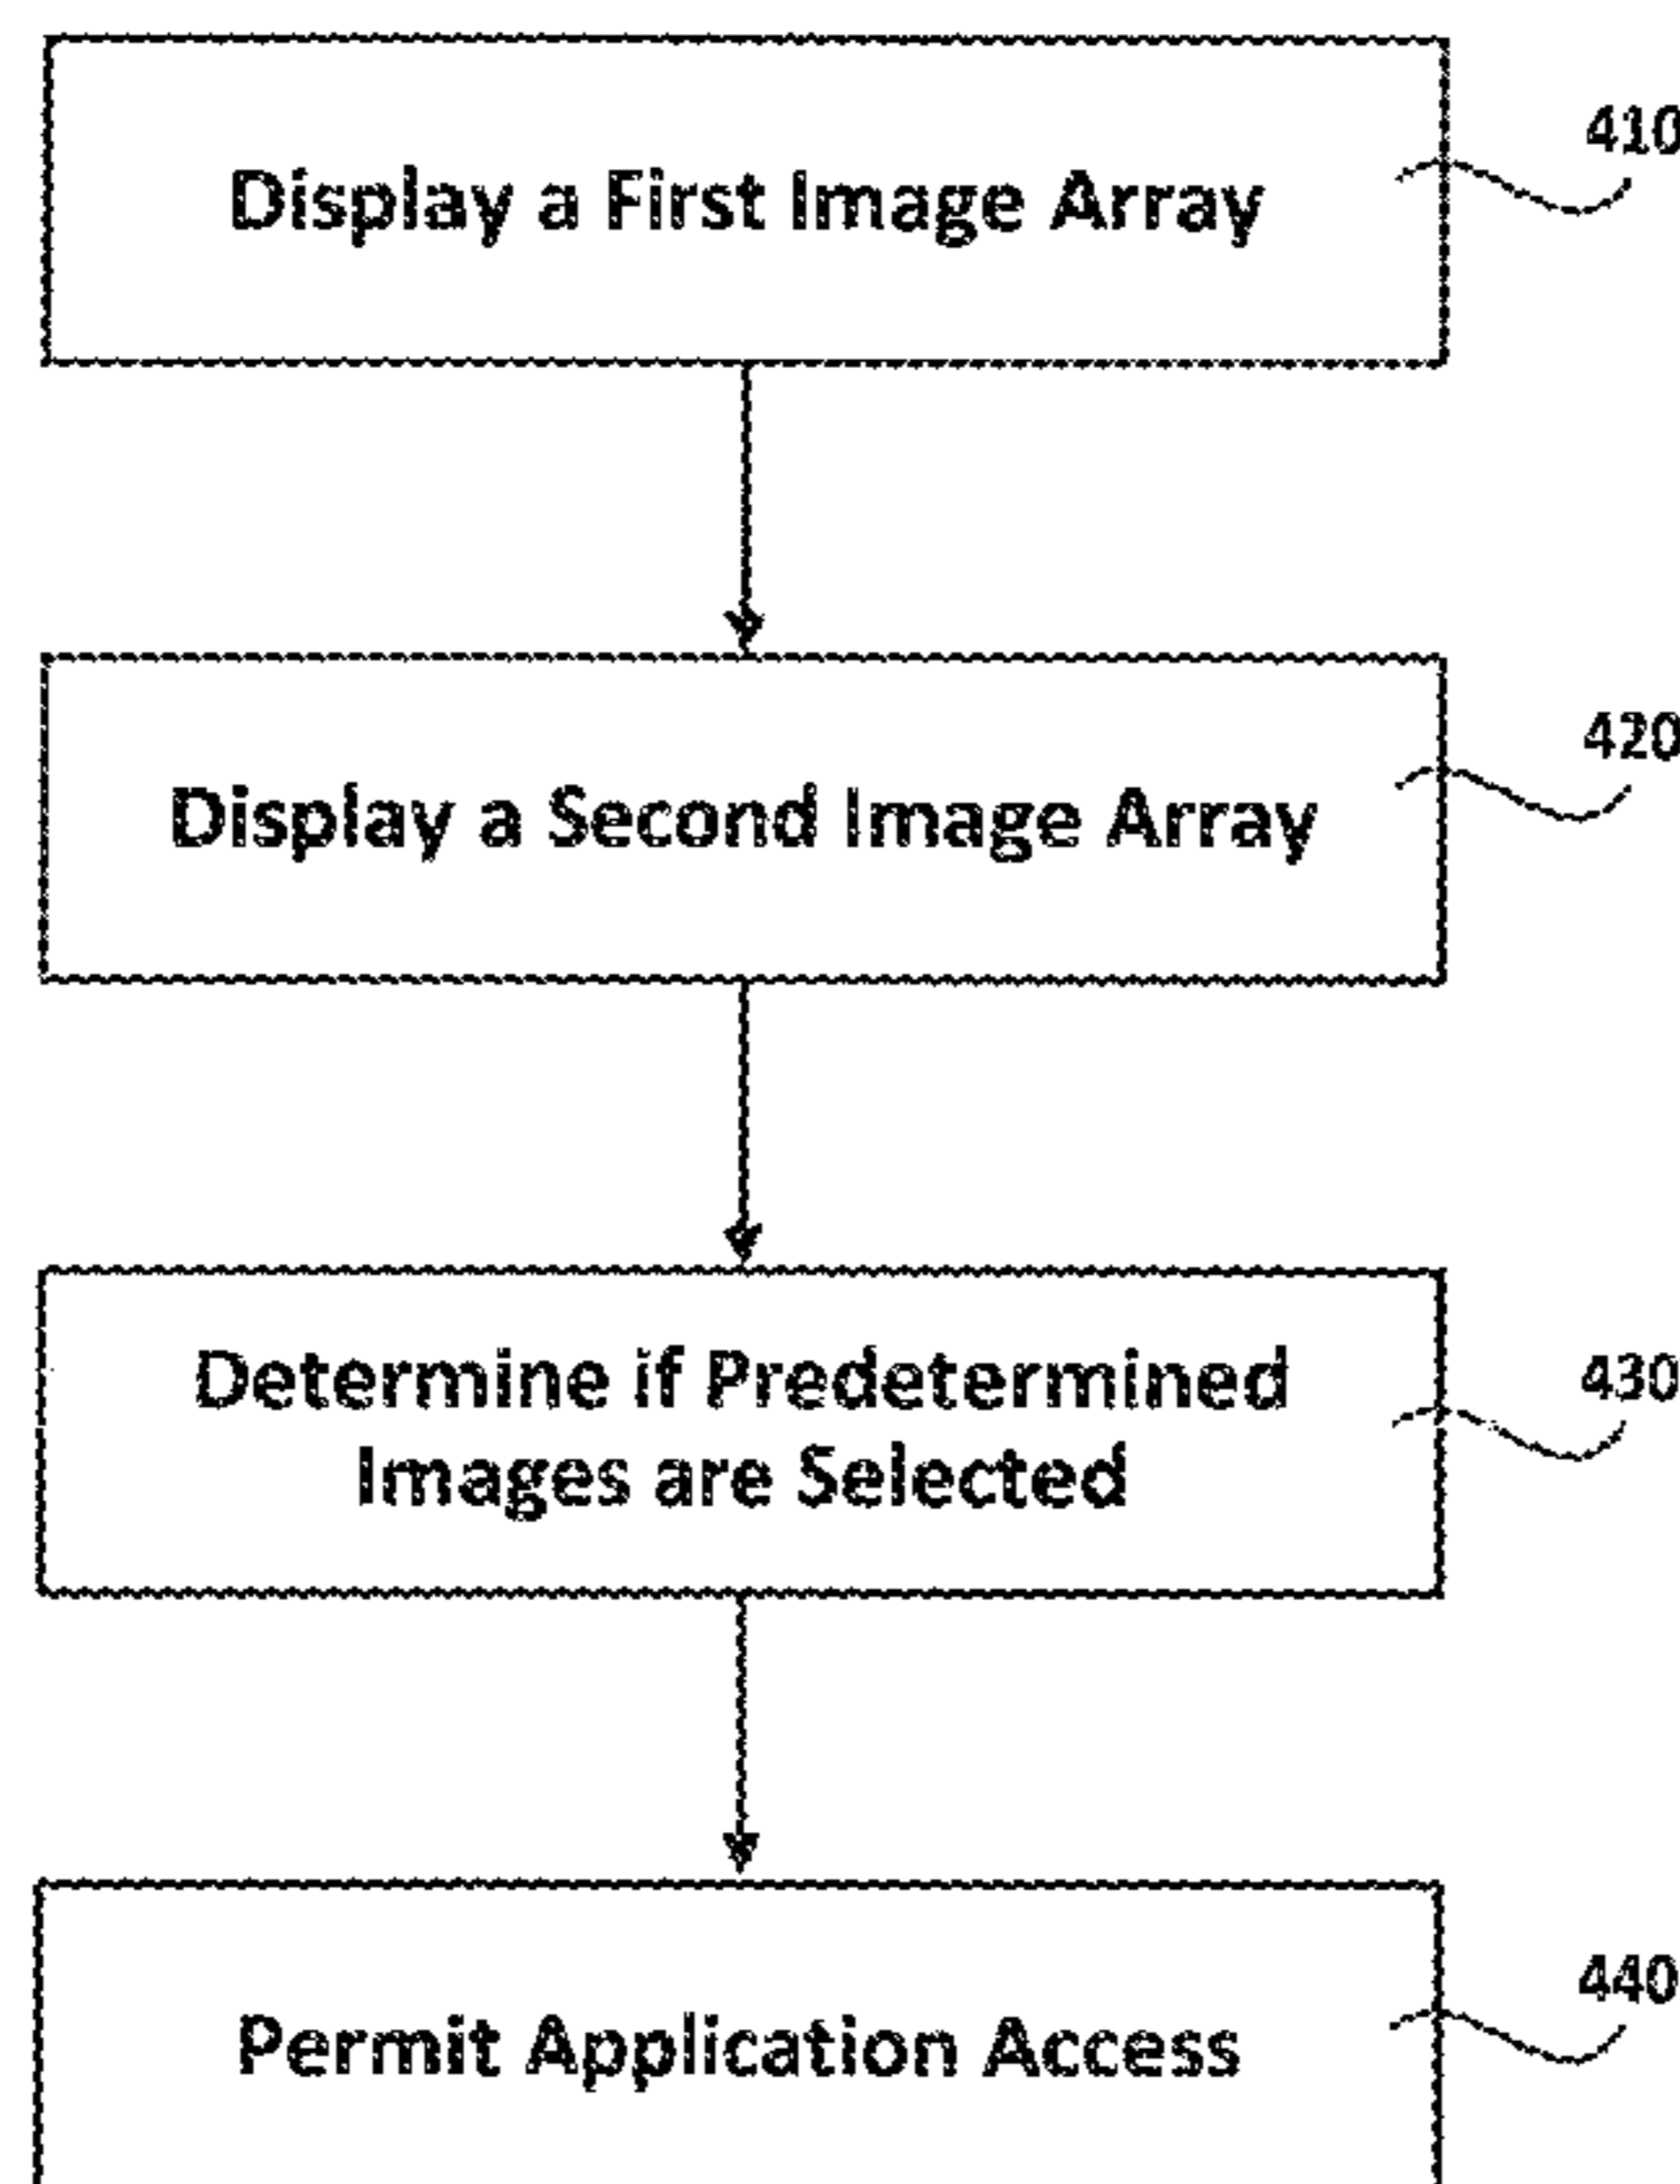 410
Display a First Image Array
420
Display a Second Image Array
430
Determine if Predetermined
Images are Selected
440
Permit Application Access